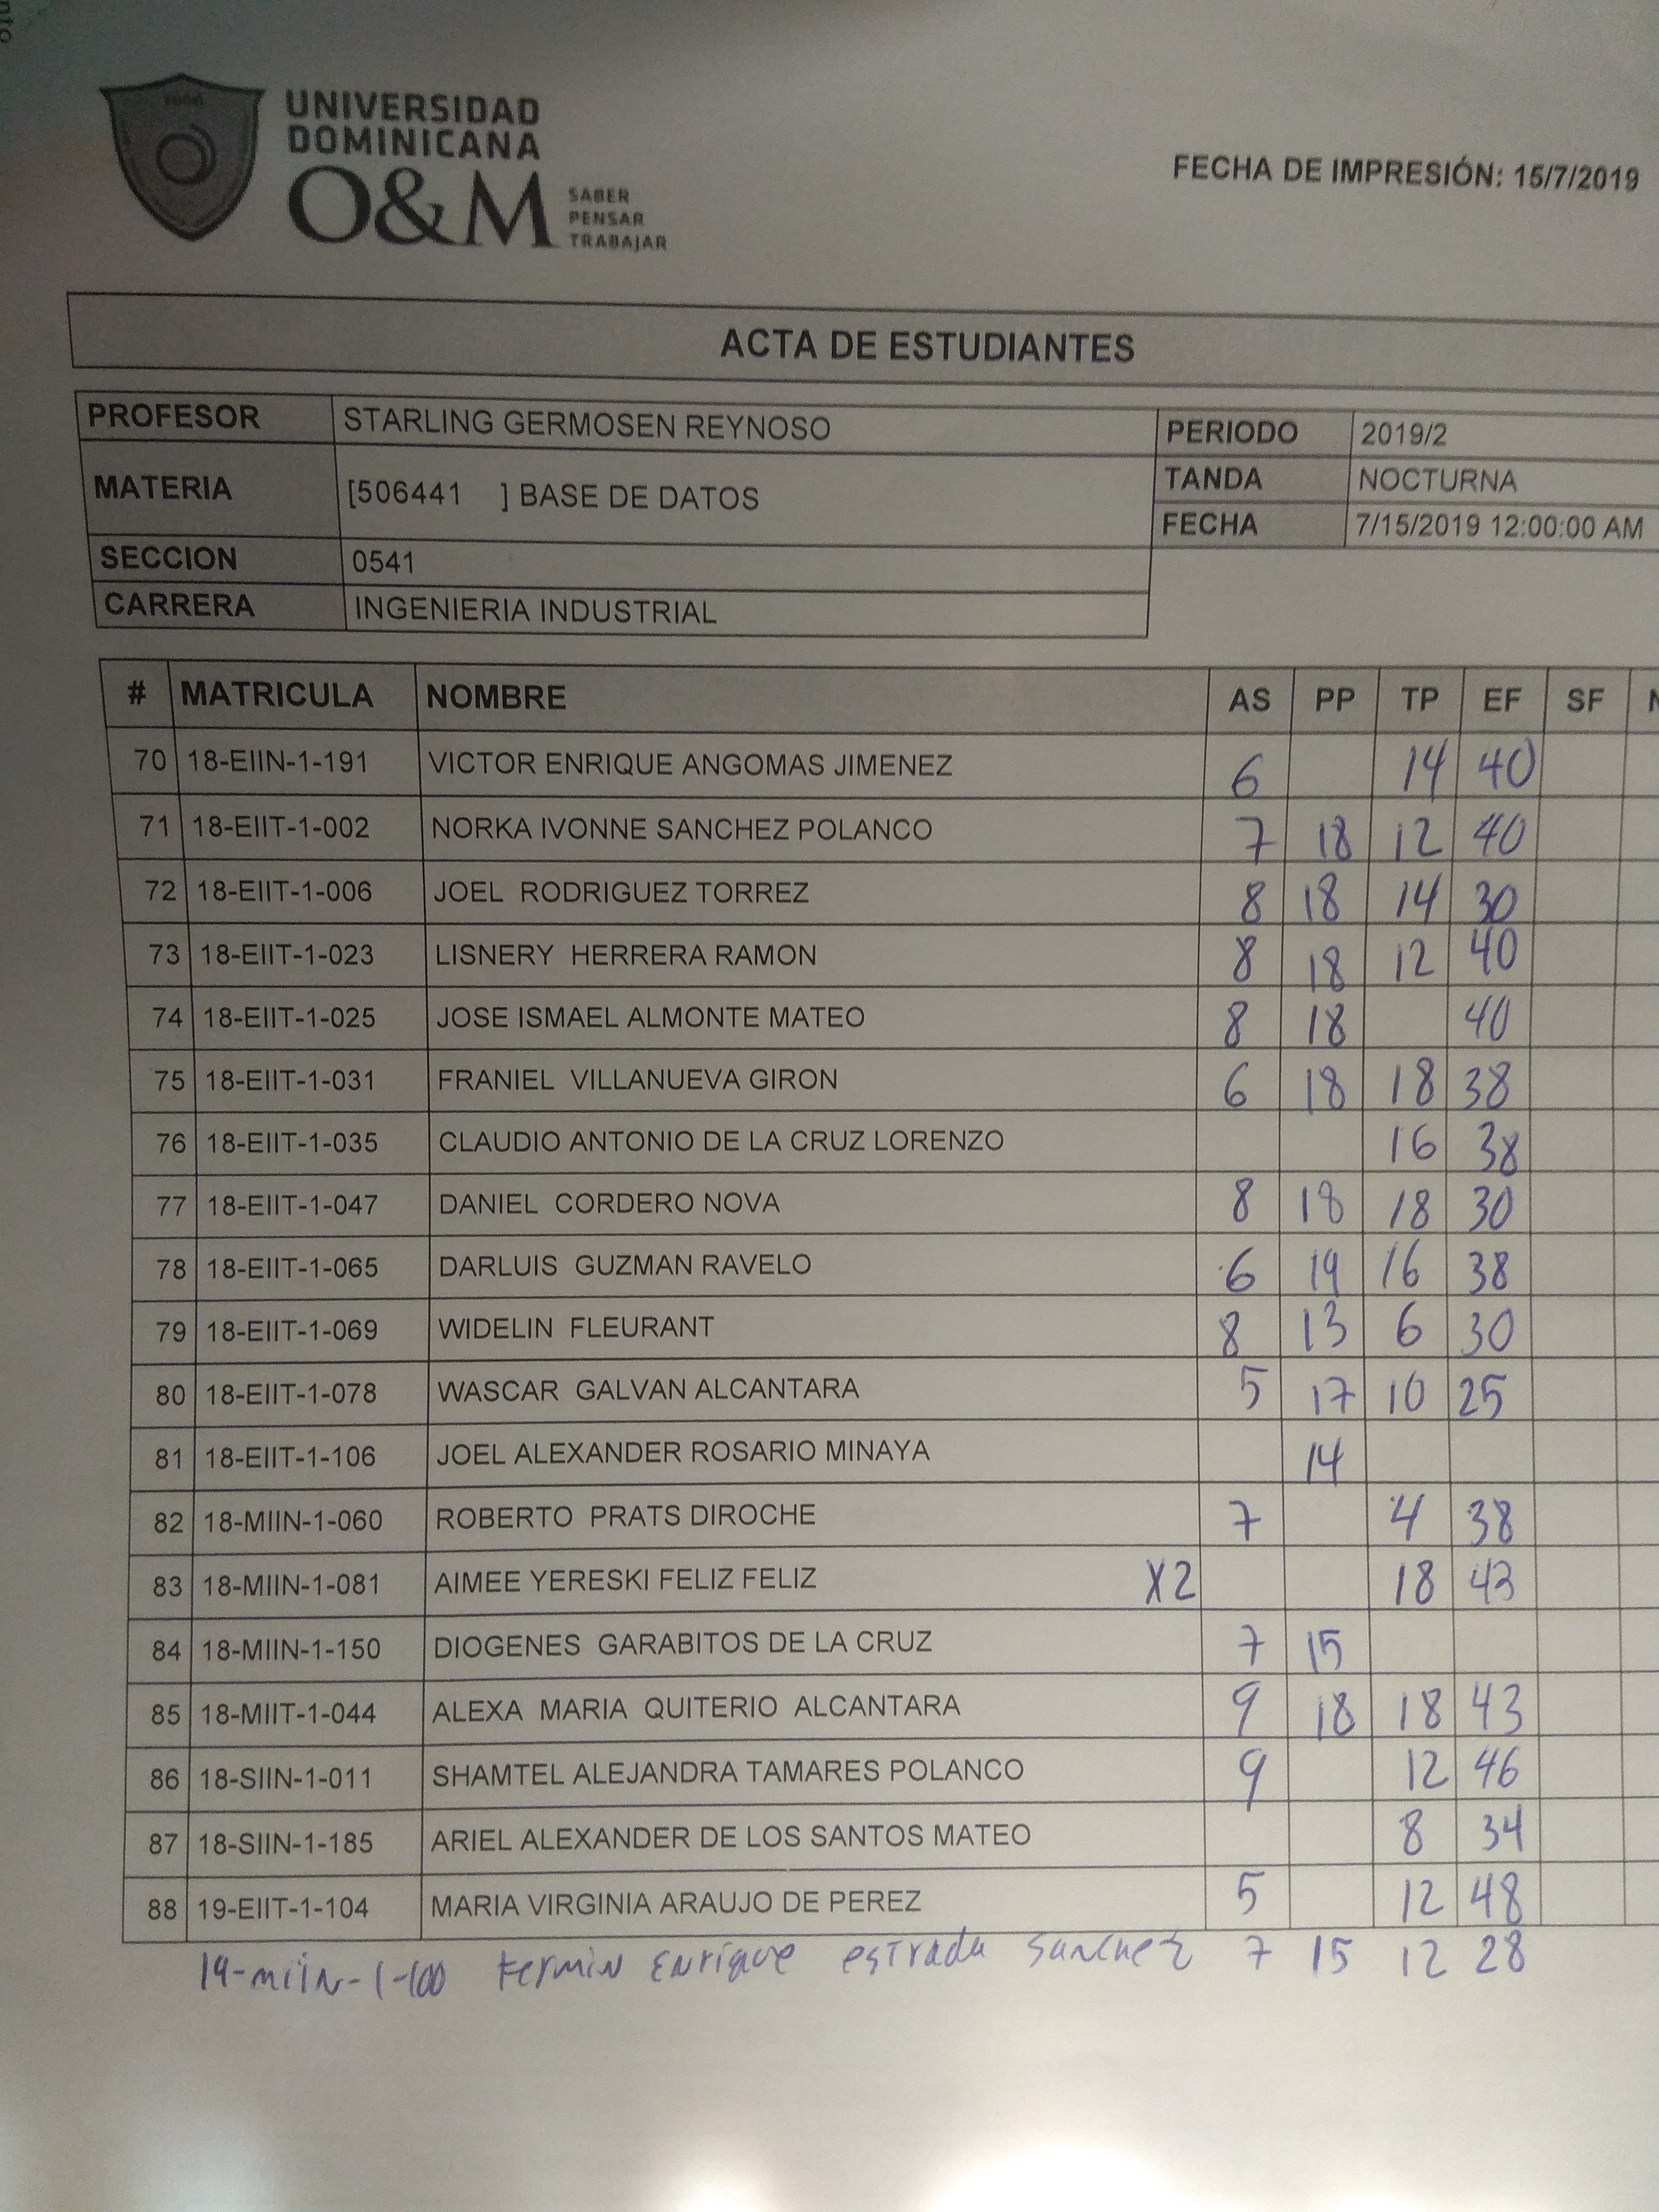 UNIVERSIDAD
DOMINICANA
O&M
SABER
PENSAR
TRABAJAR
FECHA DE IMPRESIÓN: 15/7/2019
ACTA DE ESTUDIANTES
PROFESOR STARLING GERMOSEN REYNOSO PERIODO 2019/2
MATERIA [506441 ] BASE DE DATOS TANDA NOCTURNA
FECHA 7/15/2019 12:00:00 AM
SECCION 0541
CARRERA INGENIERIA INDUSTRIAL
# MATRICULA NOMBRE AS PP TP EF SF
70 18-EIIN-1-191 VICTOR ENRIQUE ANGOMAS JIMENEZ 6 14 40
71 18-EIIT-1-002 NORKA IVONNE SANCHEZ POLANCO 7 18 12 40
72 18-EIIT-1-006 JOEL RODRIGUEZ TORREZ 8 18 14 30
73 18-EIIT-1-023 LISNERY HERRERA RAMON 8 18 12 40
74 18-EIIT-1-025 JOSE ISMAEL ALMONTE MATEO 8 18 40
75 18-EIIT-1-031 FRANIEL VILLANUEVA GIRON 6 18 18 38
76 18-EIIT-1-035 CLAUDIO ANTONIO DE LA CRUZ LORENZO 16 38
77 18-EIIT-1-047 DANIEL CORDERO NOVA 8 18 18 30
78 18-EIIT-1-065 DARLUIS GUZMAN RAVELO 6 19 16 38
79 18-EIIT-1-069 WIDELIN FLEURANT 8 13 6 30
80 18-EIIT-1-078 WASCAR GALVAN ALCANTARA 5 17 10 25
81 18-EIIT-1-106 JOEL ALEXANDER ROSARIO MINAYA 14
82 18-MIIN-1-060 ROBERTO PRATS DIROCHE 7 4 38
83 18-MIIN-1-081 AIMEE YERESKI FELIZ FELIZ X2 18 43
84 18-MIIN-1-150 DIOGENES GARABITOS DE LA CRUZ 7 15
85 18-MIIT-1-044 ALEXA MARIA QUITERIO ALCANTARA 9 18 18 43
86 18-SIIN-1-011 SHAMTEL ALEJANDRA TAMARES POLANCO 9 12 46
87 18-SIIN-1-185 ARIEL ALEXANDER DE LOS SANTOS MATEO 8 34
88 19-EIIT-1-104 MARIA VIRGINIA ARAUJO DE PEREZ 5 12 48
19-miiN-1-100 Fermin Enrique estrada Sanchez 7 15 12 28